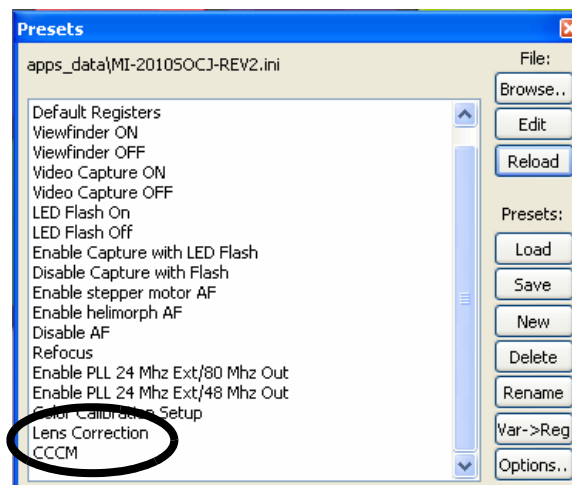 Presets
apps_data\MI-2010SOCJ-REV2.ini
File:
Browse..
Edit
Reload
Default Registers
Viewfinder ON
Viewfinder OFF
Video Capture ON
Video Capture OFF
LED Flash On
LED Flash Off
Enable Capture with LED Flash
Disable Capture with Flash
Enable stepper motor AF
Enable helimorph AF
Disable AF
Refocus
Enable PLL 24 Mhz Ext/80 Mhz Out
Enable PLL 24 Mhz Ext/48 Mhz Out
Color Calibration Setup
Lens Correction
CCCM
Presets:
Load
Save
New
Delete
Rename
Var->Reg
Options..